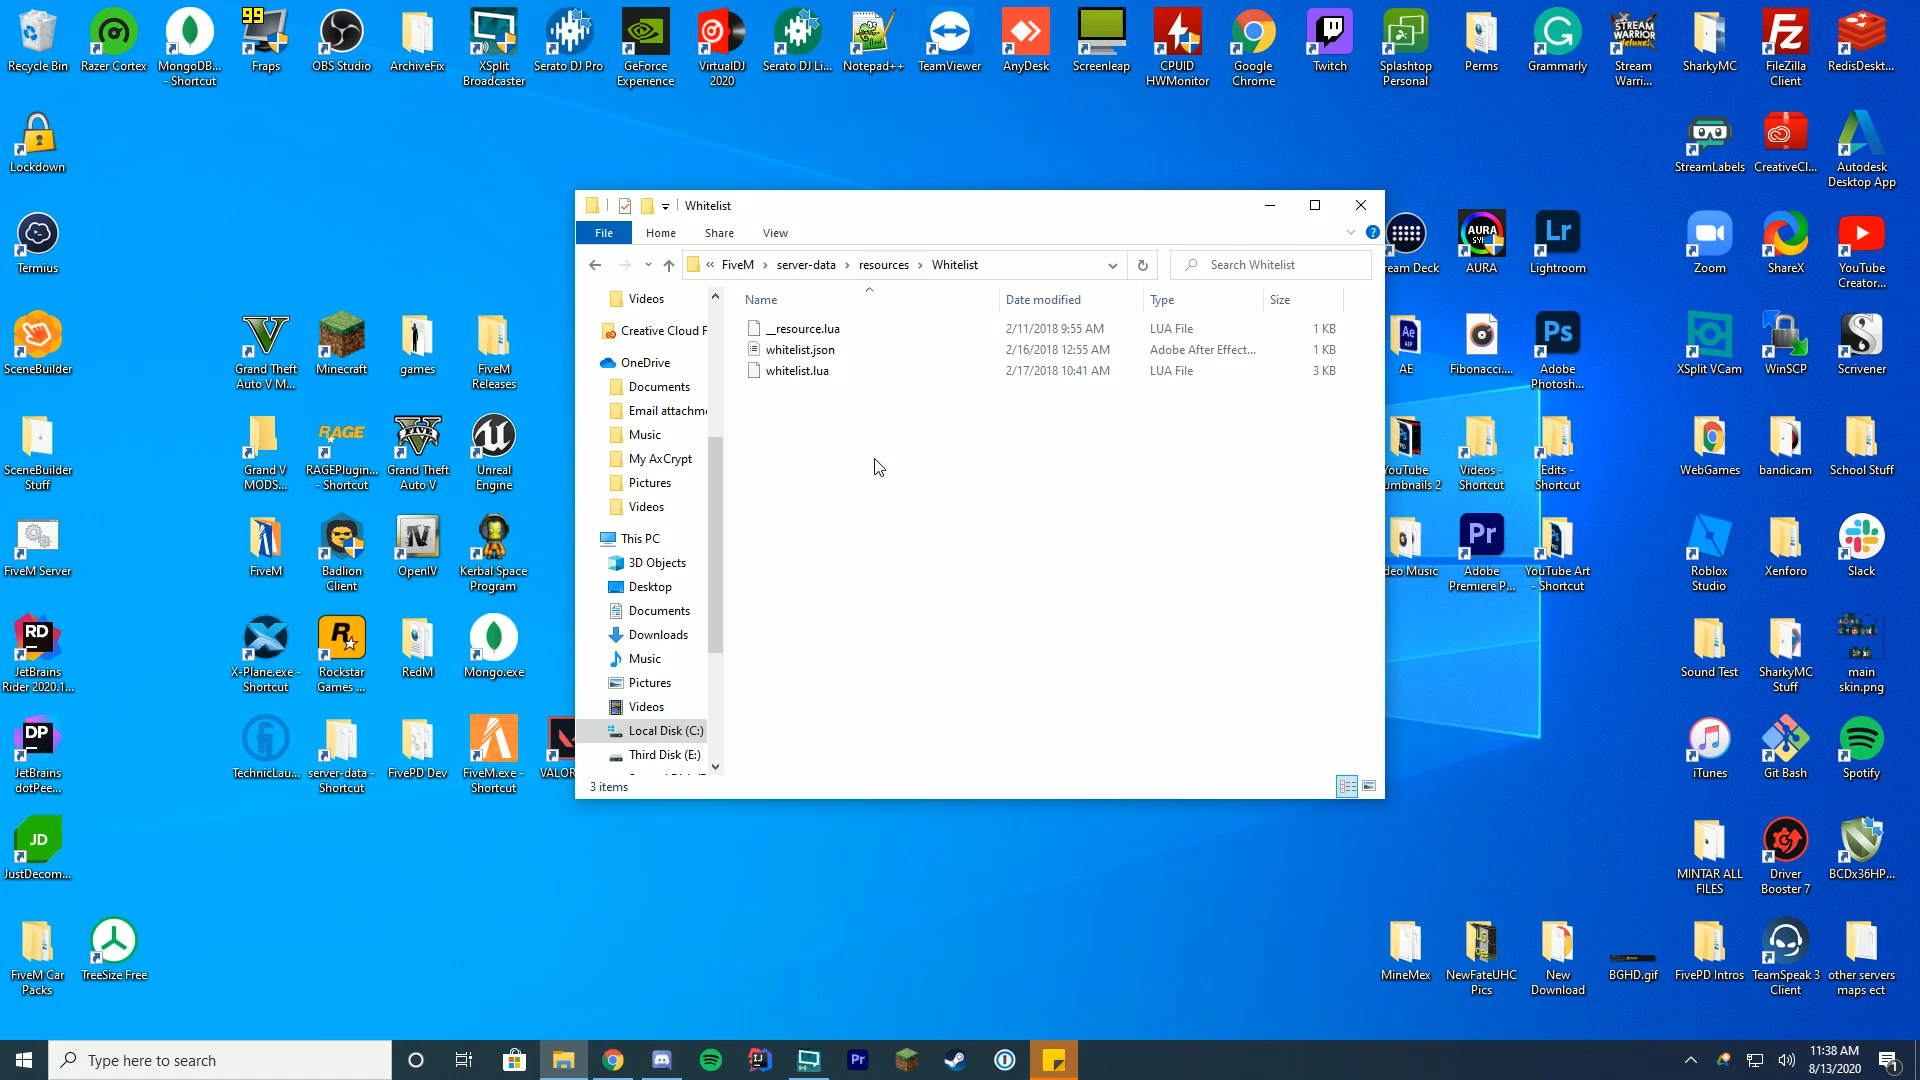 99
Recycle Bin
Razer Cortex
MongoDB...
- Shortcut
Fraps
OBS Studio
ArchiveFix
XSplit
Broadcaster
Serato DJ Pro
GeForce
Experience
VirtualDJ
2020
Serato DJ Li...
Notepad++
TeamViewer
AnyDesk
Screenleap
CPUID
HWMonitor
Google
Chrome
Twitch
Splashtop
Personal
Perms
Grammarly
Stream
Warri...
SharkyMC
FileZilla
Client
RedisDeskt...
Lockdown
StreamLabels
CreativeCl...
Autodesk
Desktop App
Termius
ream Deck
AURA
Lightroom
Zoom
ShareX
YouTube
Creator...
SceneBuilder
Grand Theft
Auto V M...
Minecraft
games
FiveM
Releases
AE
Fibonacci....
Adobe
Photosh...
XSplit VCam
WinSCP
Scrivener
SceneBuilder
Stuff
Grand V
MODS...
RAGE
RAGEPlugin...
- Shortcut
Grand Theft
Auto V
Unreal
Engine
YouTube
umbnails 2
Videos -
Shortcut
Edits -
Shortcut
WebGames
bandicam
School Stuff
FiveM Server
FiveM
Badlion
Client
OpenIV
Kerbal Space
Program
deo Music
Adobe
Premiere P...
YouTube Art
- Shortcut
Roblox
Studio
Xenforo
Slack
JetBrains
Rider 2020.1...
X-Plane.exe -
Shortcut
Rockstar
Games ...
RedM
Mongo.exe
Sound Test
SharkyMC
Stuff
main
skin.png
JetBrains
dotPee...
TechnicLau...
server-data -
Shortcut
FivePD Dev
FiveM.exe -
Shortcut
VALOR
iTunes
Git Bash
Spotify
JustDecom...
MINTAR ALL
FILES
Driver
Booster 7
BCDx36HP...
FiveM Car
Packs
TreeSize Free
MineMex
NewFateUHC
Pics
New
Download
BGHD.gif
FivePD Intros
TeamSpeak 3
Client
other servers
maps ect
Whitelist
File Home Share View
« FiveM › server-data › resources › Whitelist
Search Whitelist
Name Date modified Type Size
__resource.lua 2/11/2018 9:55 AM LUA File 1 KB
whitelist.json 2/16/2018 12:55 AM Adobe After Effect... 1 KB
whitelist.lua 2/17/2018 10:41 AM LUA File 3 KB
Videos
Creative Cloud F
OneDrive
Documents
Email attachme
Music
My AxCrypt
Pictures
Videos
This PC
3D Objects
Desktop
Documents
Downloads
Music
Pictures
Videos
Local Disk (C:)
Third Disk (E:)
3 items
Type here to search
11:38 AM
8/13/2020
1